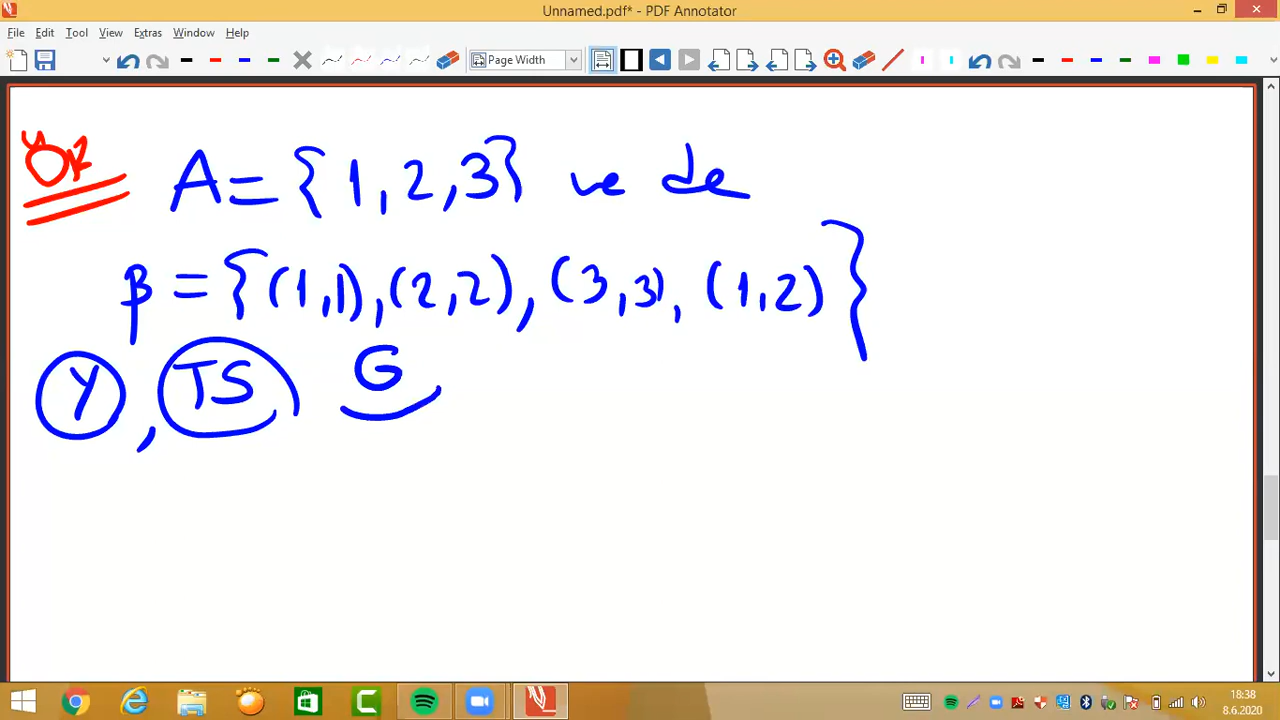 Unnamed.pdf* - PDF Annotator
File Edit Tool View Extras Window Help
Page Width
ÖR A = {1,2,3} ve de
β = {(1,1),(2,2),(3,3),(1,2)}
Y, TS G
18:38
8.6.2020